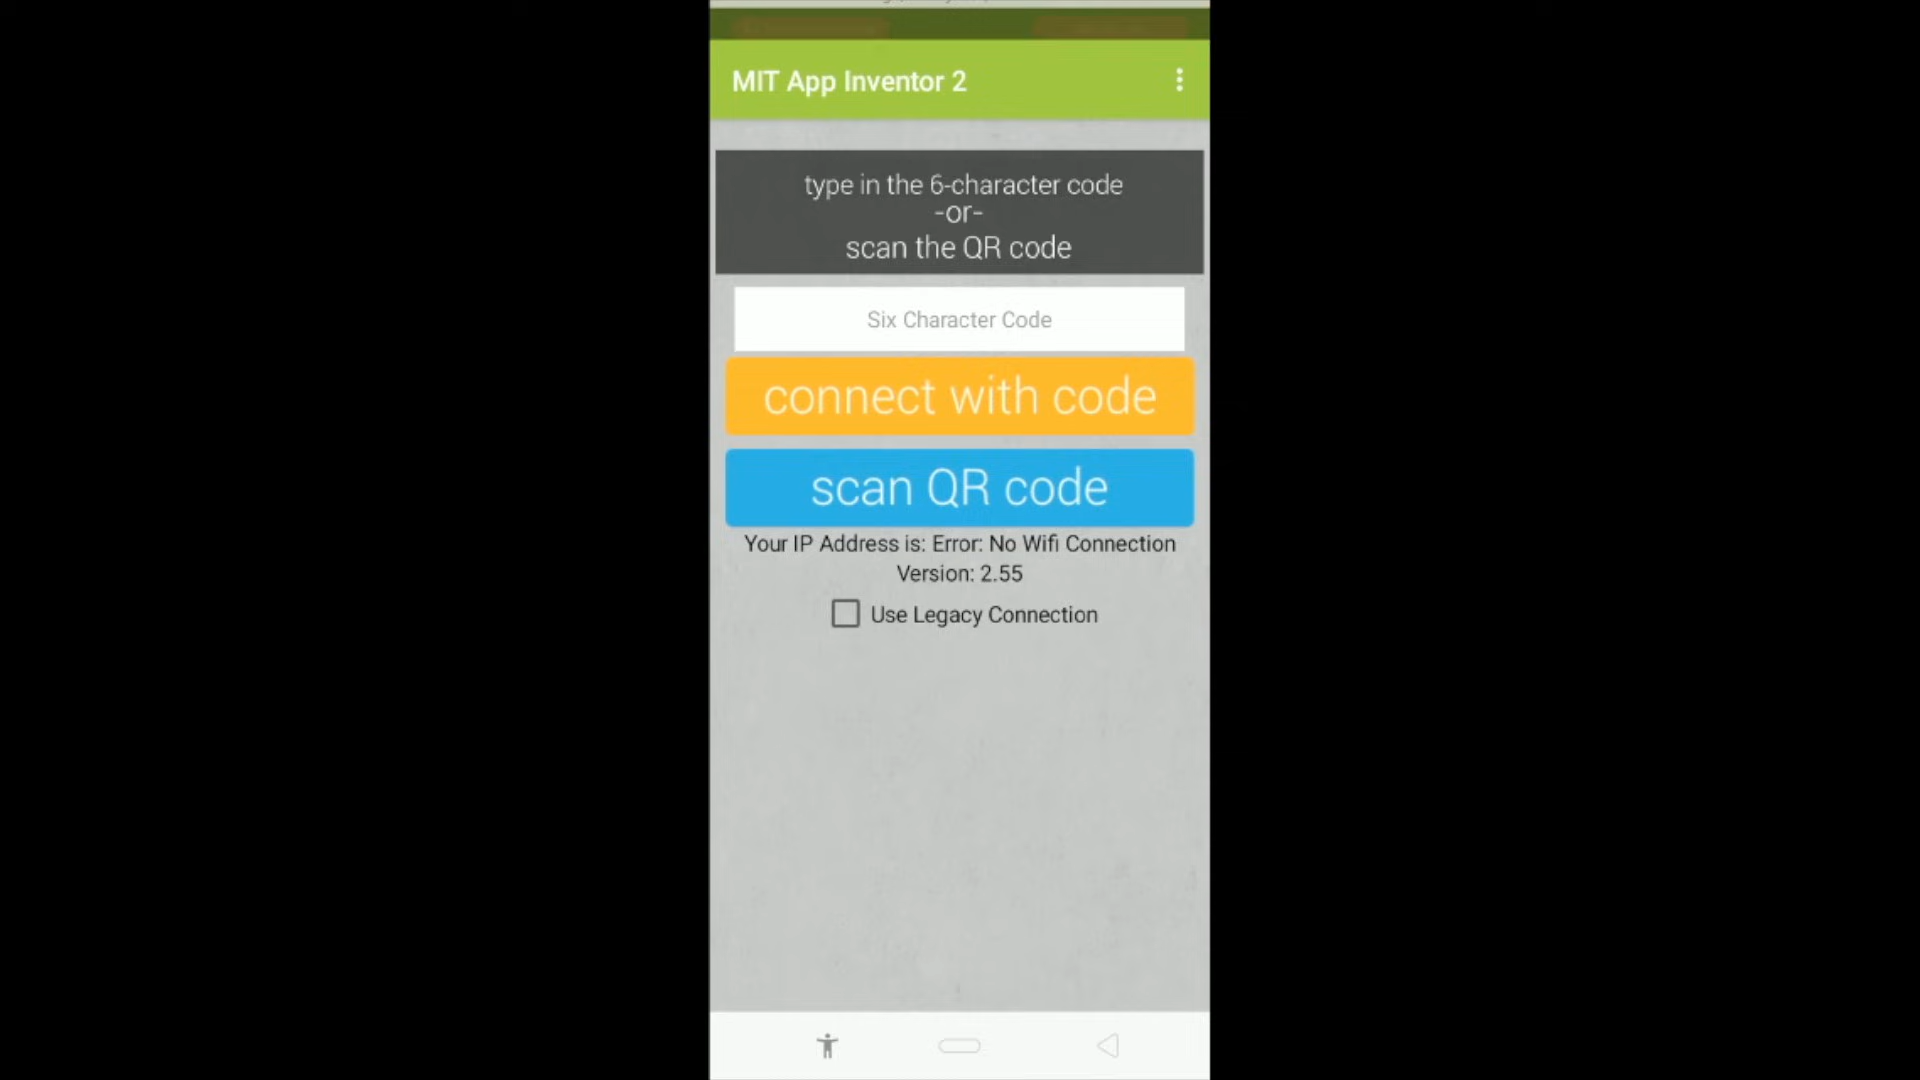 MIT App Inventor 2
type in the 6-character code
-or-
scan the QR code
Six Character Code
connect with code
scan QR code
Your IP Address is: Error: No Wifi Connection
Version: 2.55
Use Legacy Connection